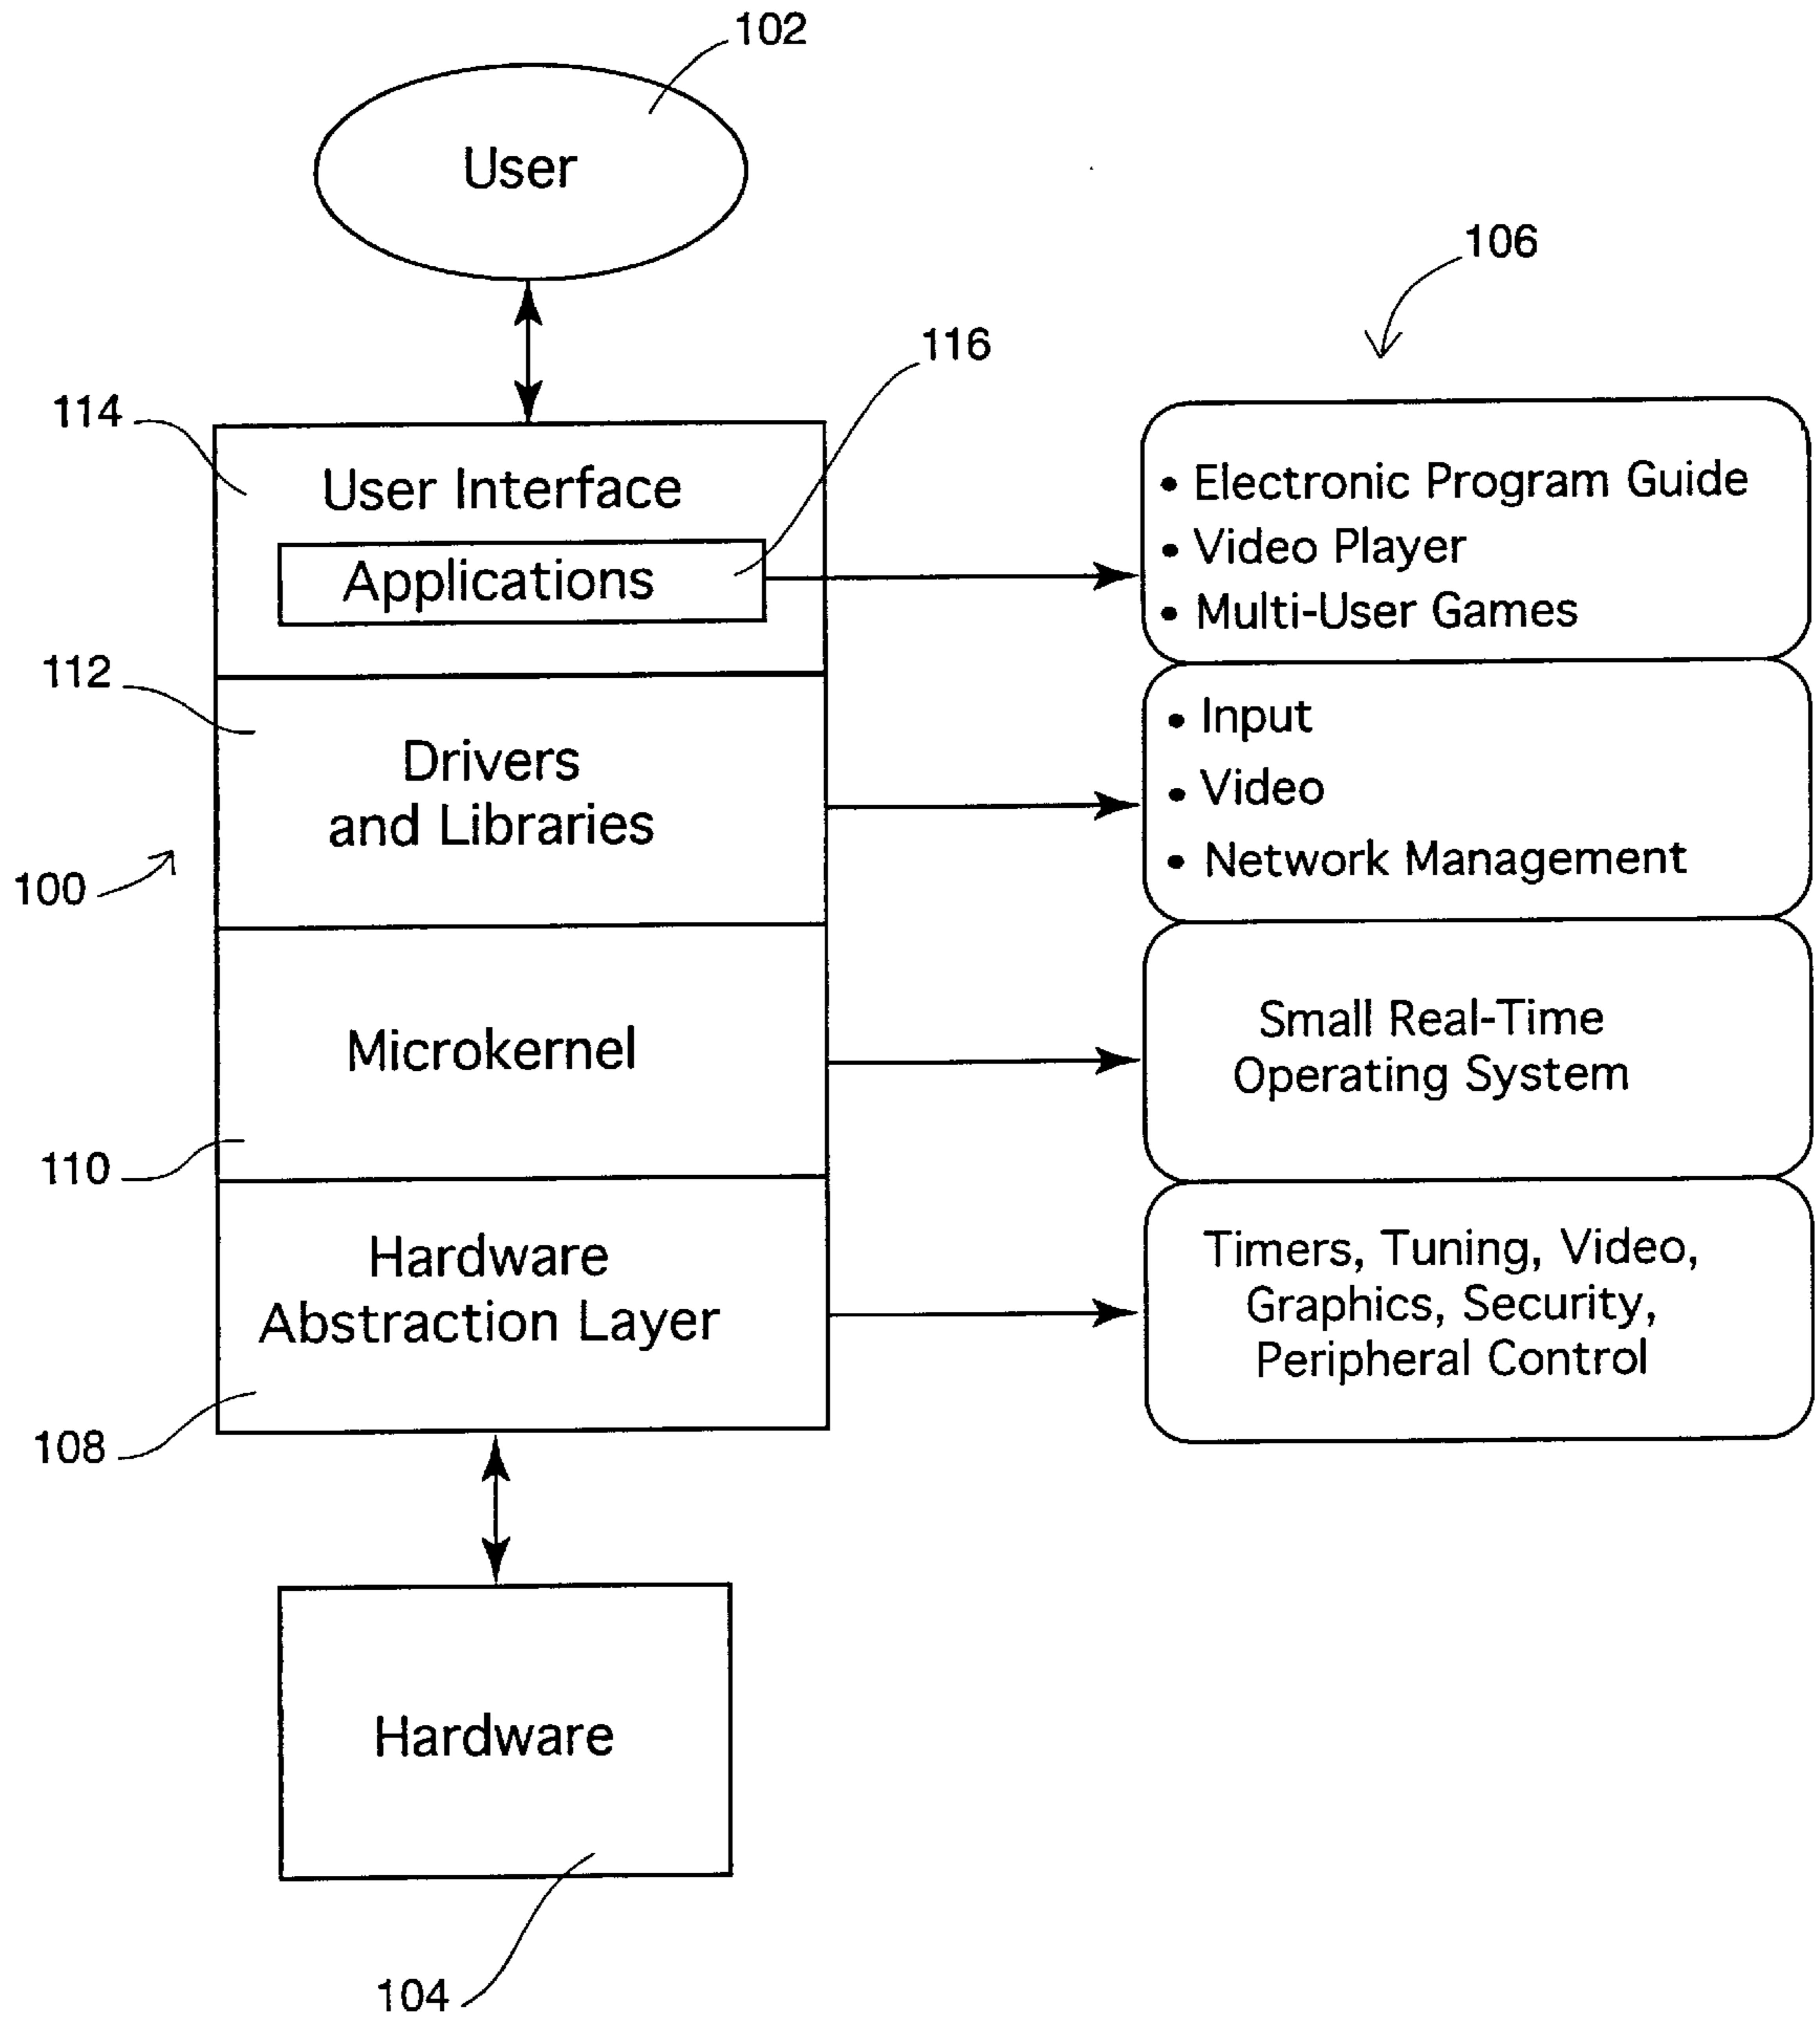 102
User
106
116
114
User Interface
Applications
• Electronic Program Guide
• Video Player
• Multi-User Games
112
Drivers
and Libraries
• Input
• Video
• Network Management
100
Microkernel
Small Real-Time
Operating System
110
Hardware
Abstraction Layer
Timers, Tuning, Video,
Graphics, Security,
Peripheral Control
108
Hardware
104